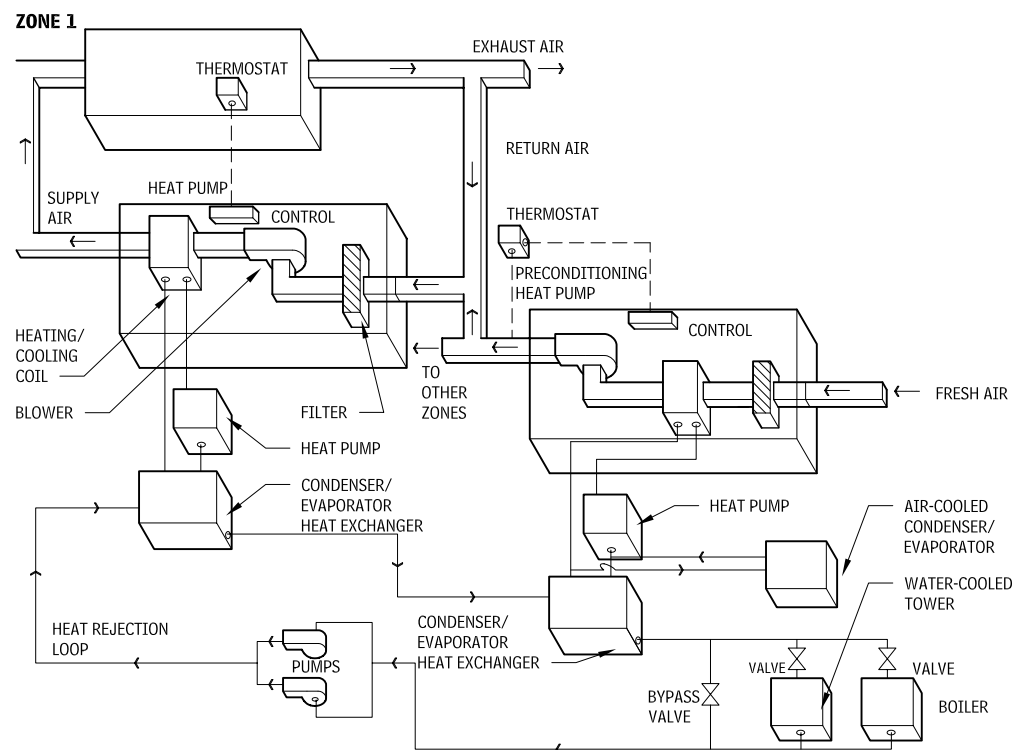 ZONE 1
EXHAUST AIR
THERMOSTAT
RETURN AIR
HEAT PUMP
SUPPLY
AIR
CONTROL
THERMOSTAT
PRECONDITIONING
HEAT PUMP
CONTROL
HEATING/
COOLING
COIL
BLOWER
FILTER
TO
OTHER
ZONES
FRESH AIR
HEAT PUMP
CONDENSER/
EVAPORATOR
HEAT EXCHANGER
HEAT PUMP
AIR-COOLED
CONDENSER/
EVAPORATOR
WATER-COOLED
TOWER
HEAT REJECTION
LOOP
PUMPS
CONDENSER/
EVAPORATOR
HEAT EXCHANGER
VALVE
VALVE
BYPASS
VALVE
BOILER